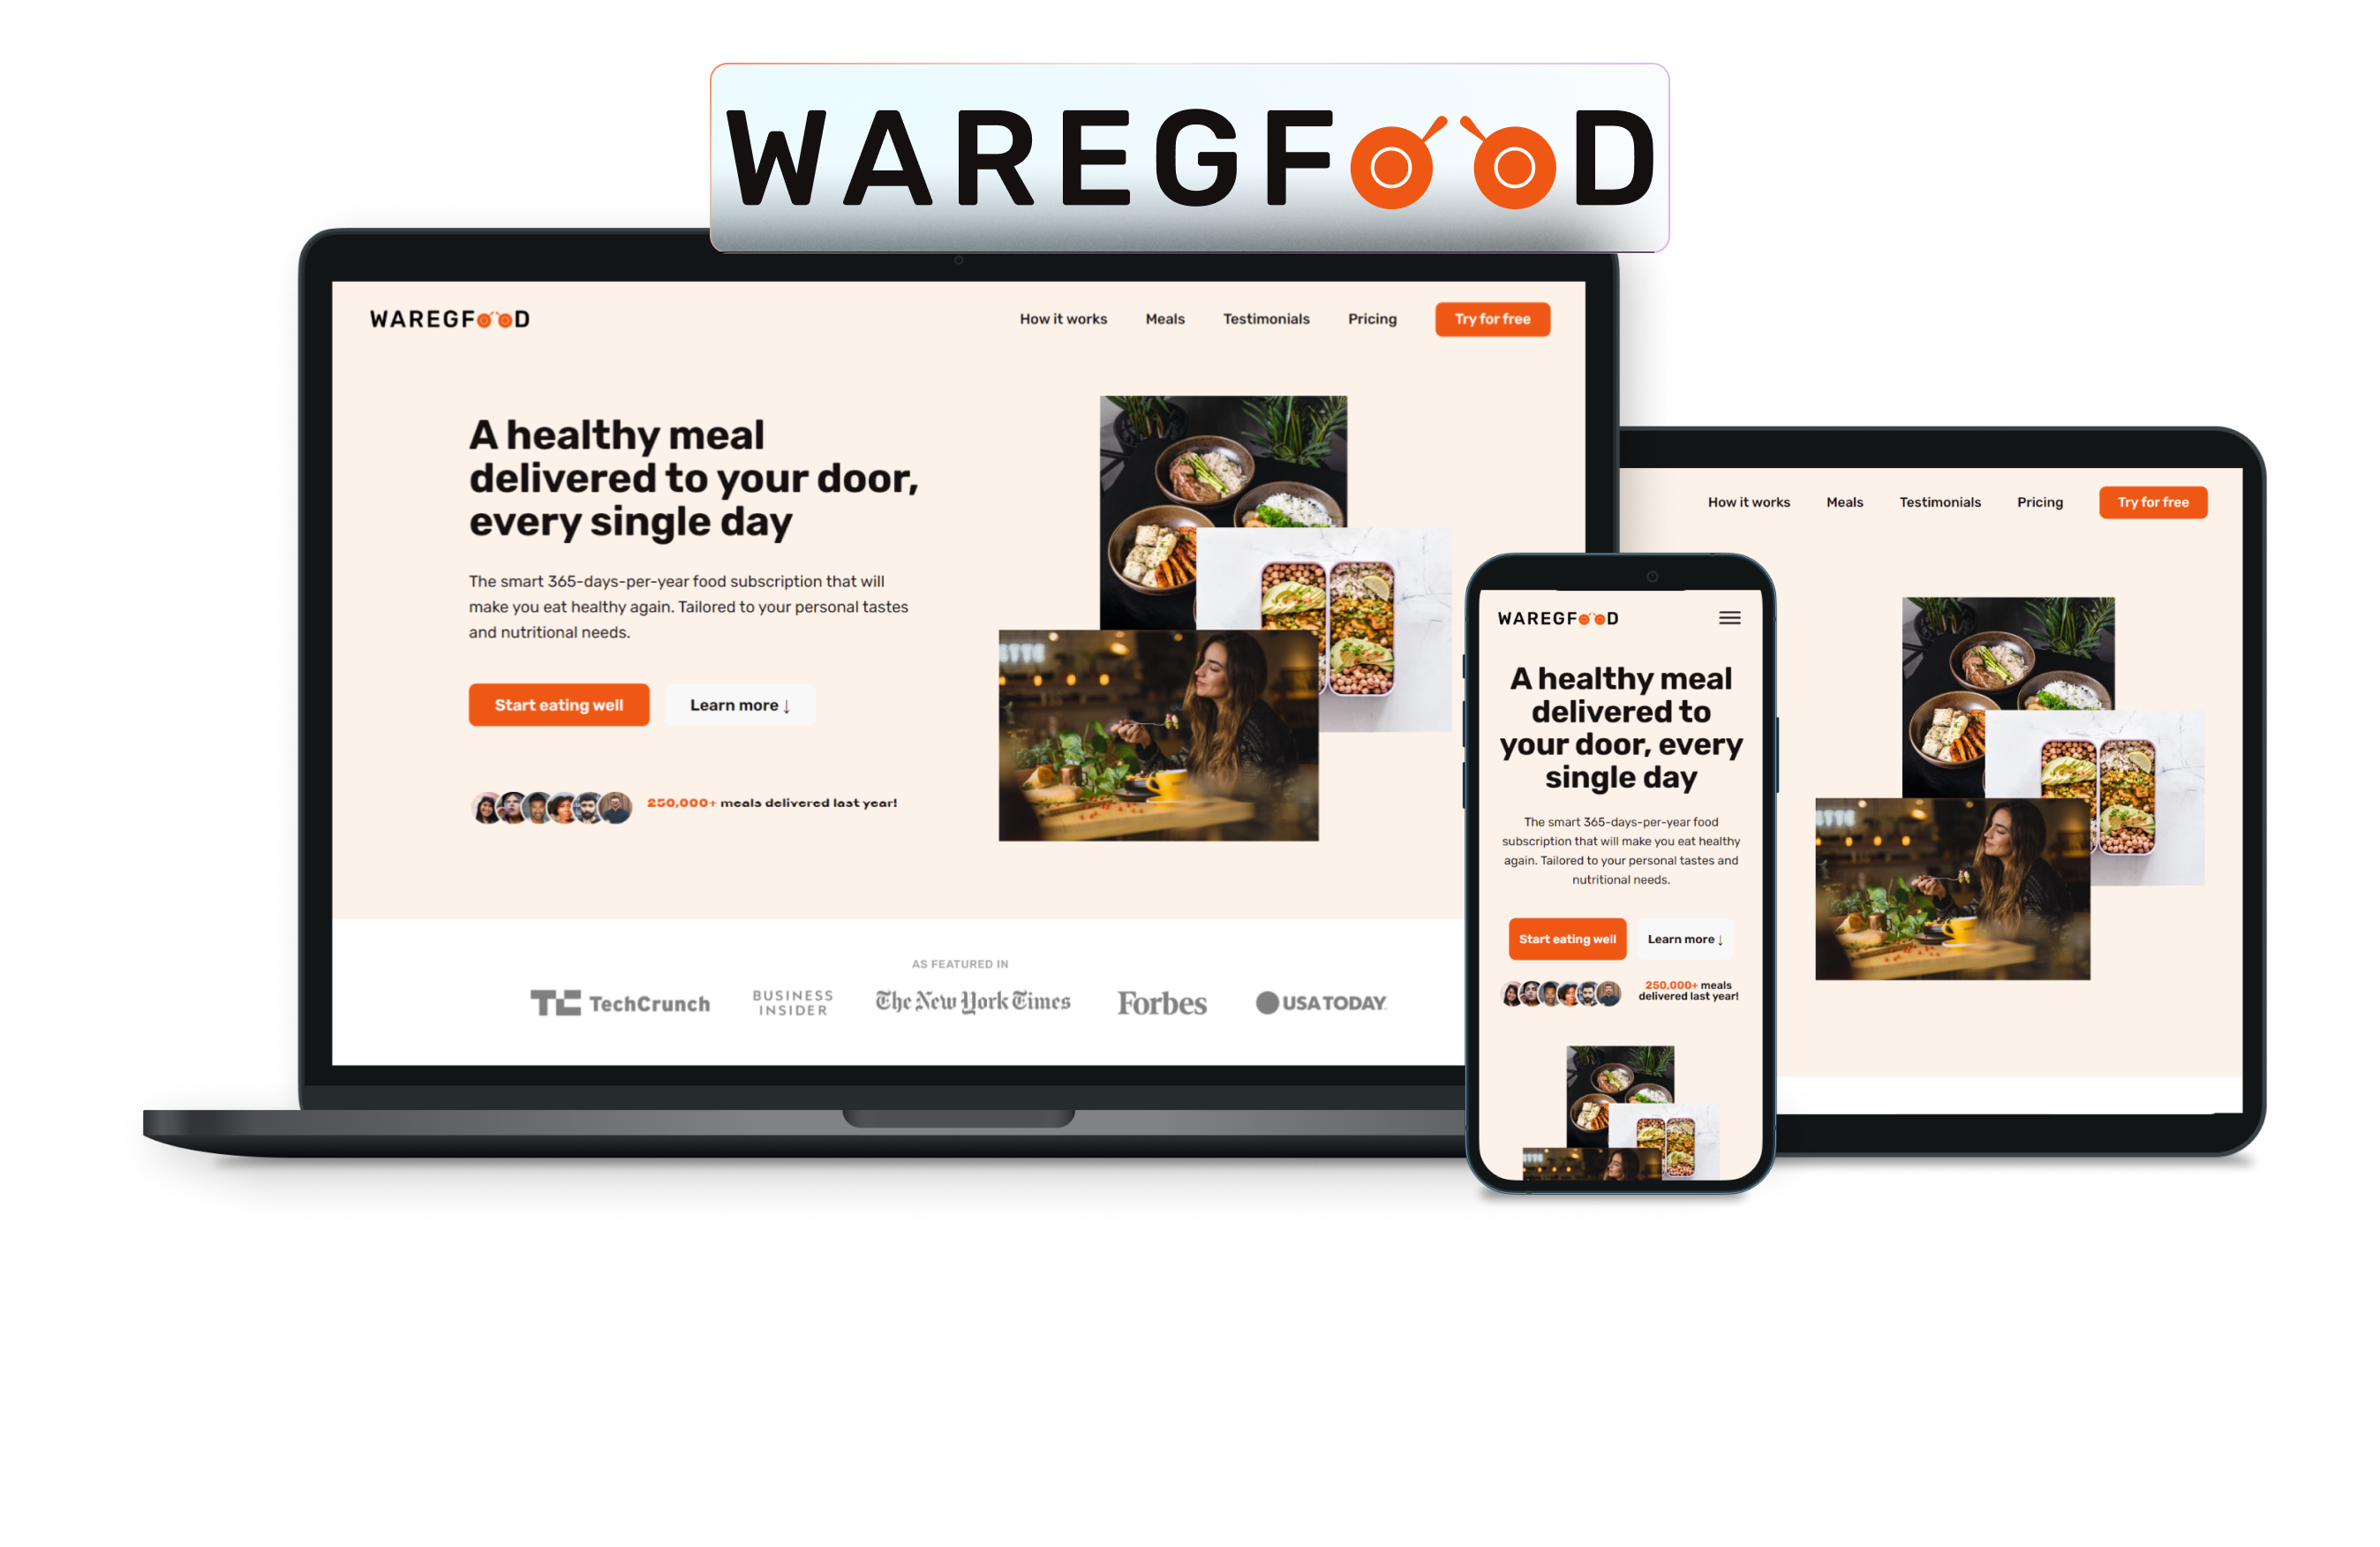 WAREGFOOD
WAREGFOOD
How it works Meals Testimonials Pricing Try for free
A healthy meal
delivered to your door,
every single day
The smart 365-days-per-year food subscription that will
make you eat healthy again. Tailored to your personal tastes
and nutritional needs.
Start eating well Learn more ↓
250,000+ meals delivered last year!
AS FEATURED IN
TC TechCrunch
BUSINESS
INSIDER
The New York Times
Forbes
USA TODAY
How it works Meals Testimonials Pricing Try for free
WAREGFOOD
A healthy meal
delivered to
your door, every
single day
The smart 365-days-per-year food
subscription that will make you eat healthy
again. Tailored to your personal tastes and
nutritional needs.
Start eating well Learn more ↓
250,000+ meals
delivered last year!